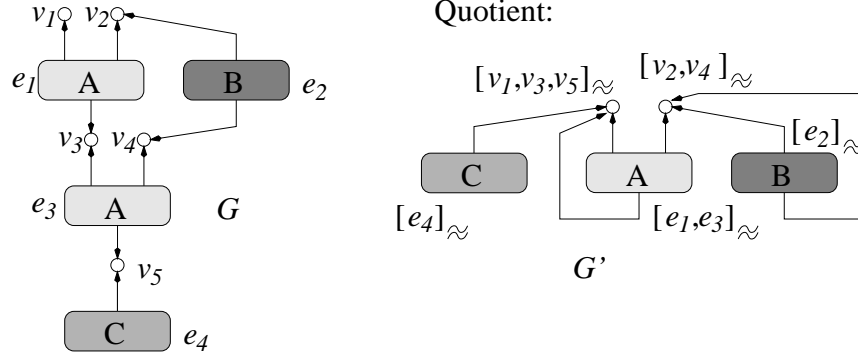 Quotient:
v1 v2
e1 A B e2
v3 v4
e3 A G
v5
C e4
[v1,v3,v5]≈ [v2,v4]≈
[e2]≈
C A B
[e4]≈ [e1,e3]≈
G’